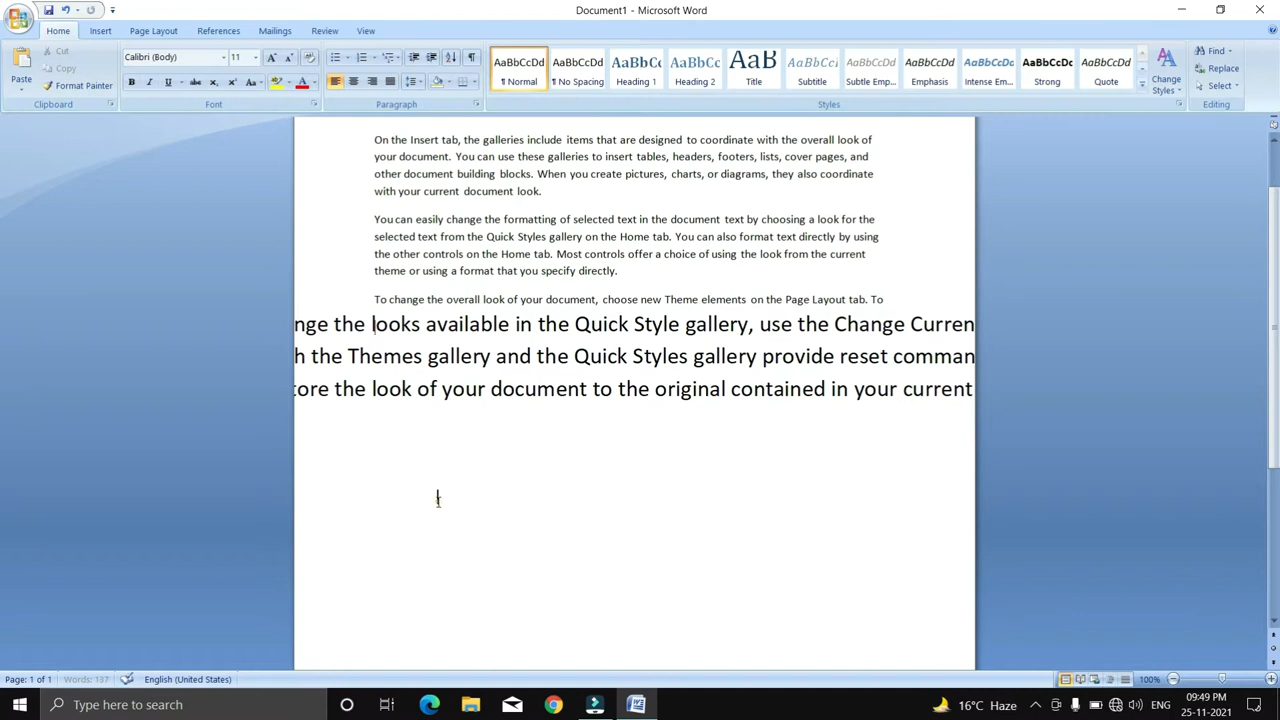 Document1 - Microsoft Word
Home Insert Page Layout References Mailings Review View
Paste
Cut
Copy
Format Painter
Clipboard
Calibri (Body) 11
Font
Paragraph
AaBbCcDd AaBbCcDd AaBbCc AaBbCc AaB AaBbCc AaBbCcDd AaBbCcDd AaBbCcDd AaBbCcDd AaBbCcDd
¶ Normal ¶ No Spacing Heading 1 Heading 2 Title Subtitle Subtle Emp... Emphasis Intense Em... Strong Quote
Styles
Change
Styles
Find
Replace
Select
Editing
On the Insert tab, the galleries include items that are designed to coordinate with the overall look of
your document. You can use these galleries to insert tables, headers, footers, lists, cover pages, and
other document building blocks. When you create pictures, charts, or diagrams, they also coordinate
with your current document look.
You can easily change the formatting of selected text in the document text by choosing a look for the
selected text from the Quick Styles gallery on the Home tab. You can also format text directly by using
the other controls on the Home tab. Most controls offer a choice of using the look from the current
theme or using a format that you specify directly.
To change the overall look of your document, choose new Theme elements on the Page Layout tab. To
nge the looks available in the Quick Style gallery, use the Change Curren
h the Themes gallery and the Quick Styles gallery provide reset comman
tore the look of your document to the original contained in your current
Page: 1 of 1 Words: 137 English (United States) 100%
Type here to search
16°C Haze ENG
09:49 PM
25-11-2021